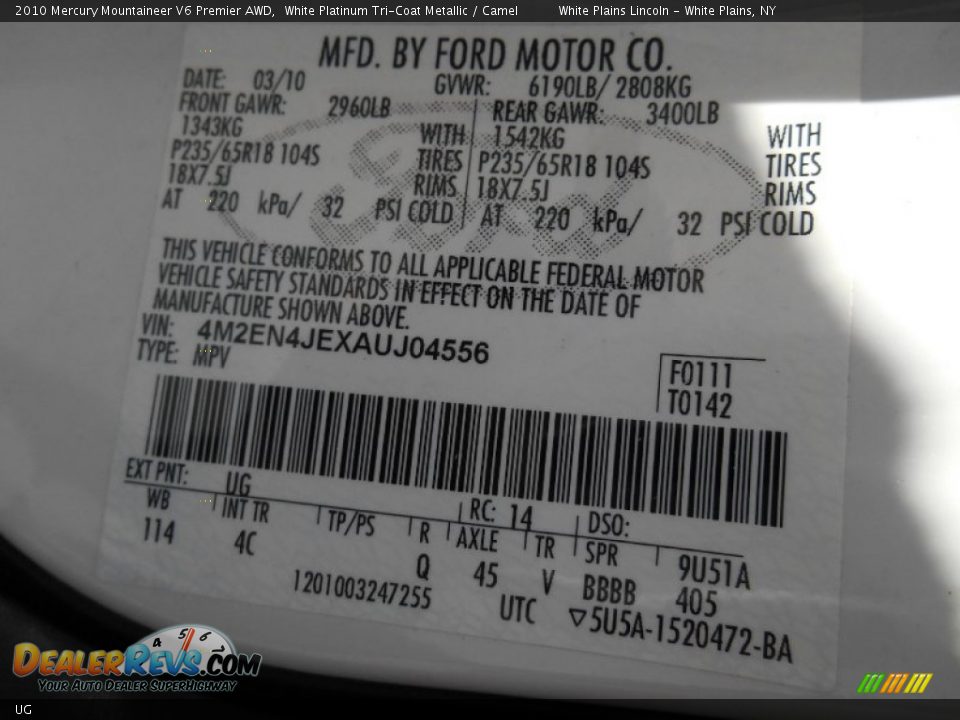 2010 Mercury Mountaineer V6 Premier AWD, White Platinum Tri-Coat Metallic / Camel White Plains Lincoln - White Plains, NY
MFD. BY FORD MOTOR CO.
DATE: 03/10 GVWR: 6190LB/ 2808KG
FRONT GAWR: 2960LB REAR GAWR: 3400LB
1343KG WITH 1542KG WITH
P235/65R18 104S TIRES P235/65R18 104S TIRES
18X7.5J RIMS 18X7.5J RIMS
AT 220 kPa/ 32 PSI COLD AT 220 kPa/ 32 PSI COLD
THIS VEHICLE CONFORMS TO ALL APPLICABLE FEDERAL MOTOR
VEHICLE SAFETY STANDARDS IN EFFECT ON THE DATE OF
MANUFACTURE SHOWN ABOVE.
VIN: 4M2EN4JEXAUJ04556
TYPE: MPV
F0111
T0142
EXT PNT: UG RC: 14 DSO:
WB INT TR TP/PS R AXLE TR SPR 9U51A
114 4C Q 45 V BBBB 405
1201003247255 UTC ▽5U5A-1520472-BA
Ford
4 5 6
DEALERREVS.COM
YOUR AUTO DEALER SUPERHIGHWAY
UG